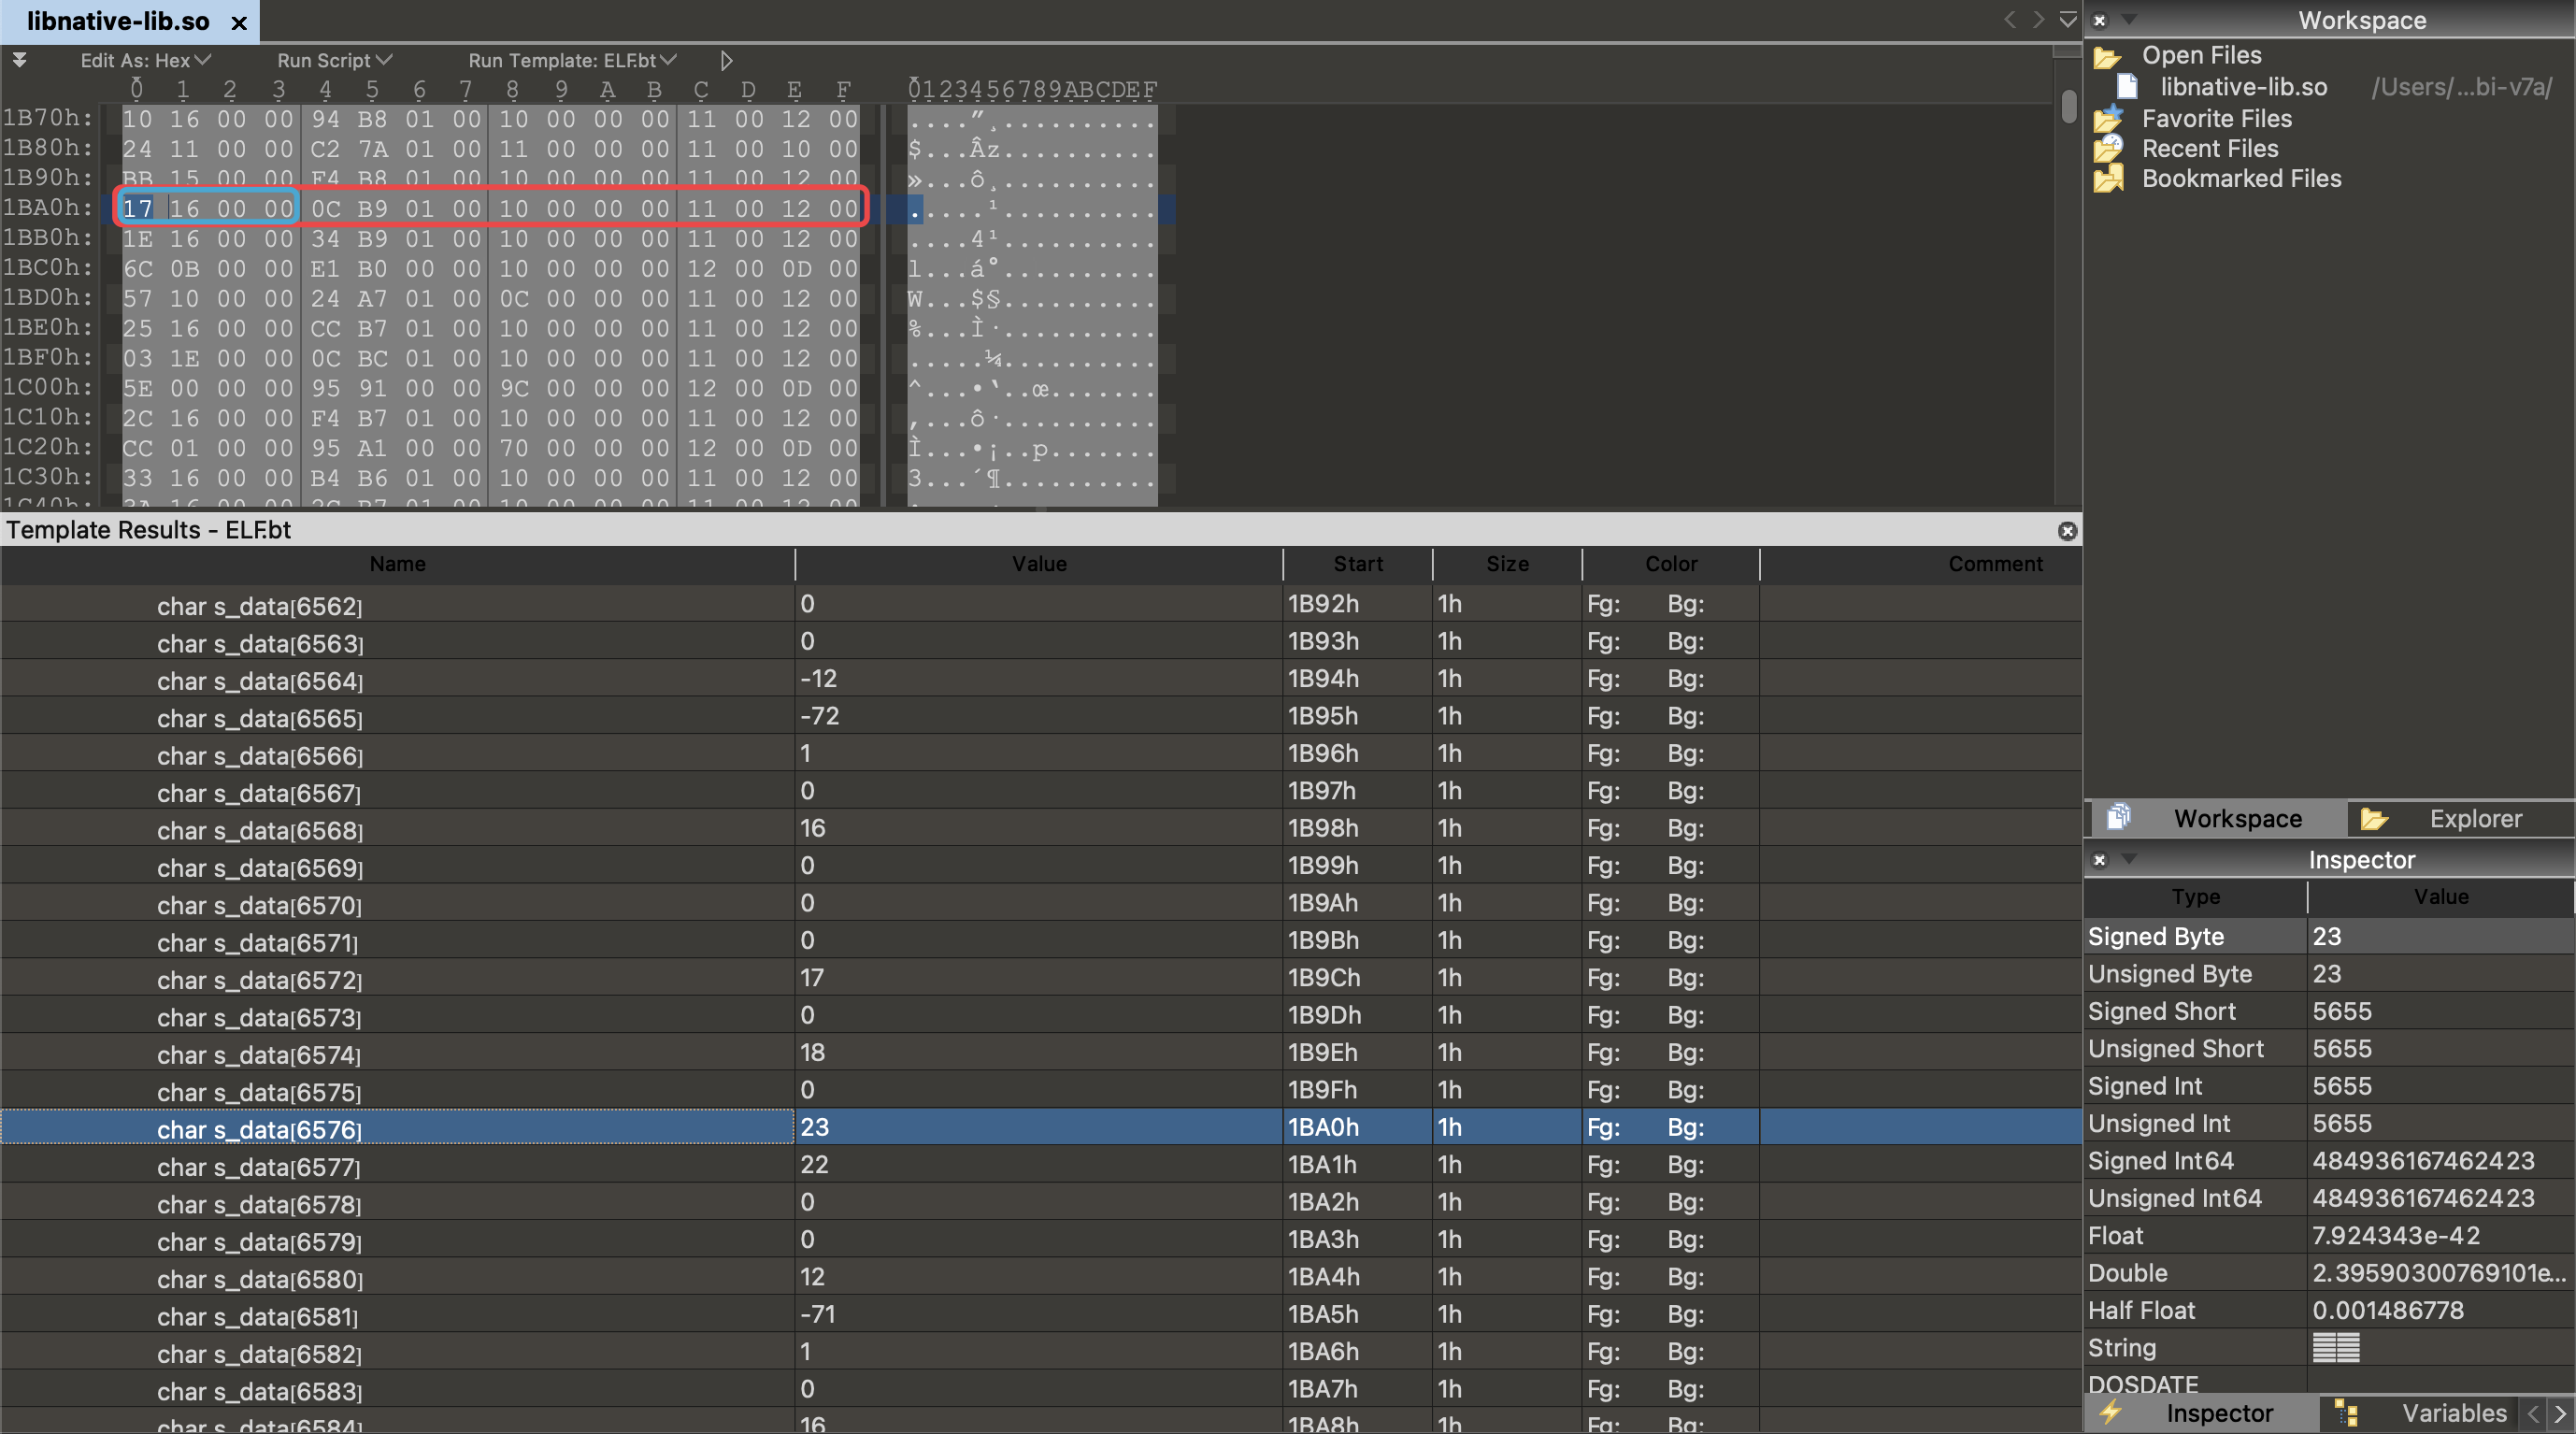 libnative-lib.so ×
Edit As: Hex Run Script Run Template: ELF.bt
0 1 2 3 4 5 6 7 8 9 A B C D E F 0123456789ABCDEF
1B70h: 10 16 00 00 94 B8 01 00 10 00 00 00 11 00 12 00 ....”¸..........
1B80h: 24 11 00 00 C2 7A 01 00 11 00 00 00 11 00 10 00 $...Âz..........
1B90h: BB 15 00 00 F4 B8 01 00 10 00 00 00 11 00 12 00 »...ô¸..........
1BA0h: 17 16 00 00 0C B9 01 00 10 00 00 00 11 00 12 00 .....¹..........
1BB0h: 1E 16 00 00 34 B9 01 00 10 00 00 00 11 00 12 00 ....4¹..........
1BC0h: 6C 0B 00 00 E1 B0 00 00 10 00 00 00 12 00 0D 00 l...á°..........
1BD0h: 57 10 00 00 24 A7 01 00 0C 00 00 00 11 00 12 00 W...$§..........
1BE0h: 25 16 00 00 CC B7 01 00 10 00 00 00 11 00 12 00 %...Ì·..........
1BF0h: 03 1E 00 00 0C BC 01 00 10 00 00 00 11 00 12 00 .....¼..........
1C00h: 5E 00 00 00 95 91 00 00 9C 00 00 00 12 00 0D 00 ^...•‘..œ.......
1C10h: 2C 16 00 00 F4 B7 01 00 10 00 00 00 11 00 12 00 ,...ô·..........
1C20h: CC 01 00 00 95 A1 00 00 70 00 00 00 12 00 0D 00 Ì...•¡..p.......
1C30h: 33 16 00 00 B4 B6 01 00 10 00 00 00 11 00 12 00 3...´¶..........
Template Results - ELF.bt
Name Value Start Size Color Comment
char s_data[6562] 0 1B92h 1h Fg: Bg:
char s_data[6563] 0 1B93h 1h Fg: Bg:
char s_data[6564] -12 1B94h 1h Fg: Bg:
char s_data[6565] -72 1B95h 1h Fg: Bg:
char s_data[6566] 1 1B96h 1h Fg: Bg:
char s_data[6567] 0 1B97h 1h Fg: Bg:
char s_data[6568] 16 1B98h 1h Fg: Bg:
char s_data[6569] 0 1B99h 1h Fg: Bg:
char s_data[6570] 0 1B9Ah 1h Fg: Bg:
char s_data[6571] 0 1B9Bh 1h Fg: Bg:
char s_data[6572] 17 1B9Ch 1h Fg: Bg:
char s_data[6573] 0 1B9Dh 1h Fg: Bg:
char s_data[6574] 18 1B9Eh 1h Fg: Bg:
char s_data[6575] 0 1B9Fh 1h Fg: Bg:
char s_data[6576] 23 1BA0h 1h Fg: Bg:
char s_data[6577] 22 1BA1h 1h Fg: Bg:
char s_data[6578] 0 1BA2h 1h Fg: Bg:
char s_data[6579] 0 1BA3h 1h Fg: Bg:
char s_data[6580] 12 1BA4h 1h Fg: Bg:
char s_data[6581] -71 1BA5h 1h Fg: Bg:
char s_data[6582] 1 1BA6h 1h Fg: Bg:
char s_data[6583] 0 1BA7h 1h Fg: Bg:
char s_data[6584] 16 1BA8h 1h Fg: Bg:
Workspace
Open Files
libnative-lib.so /Users/...bi-v7a/
Favorite Files
Recent Files
Bookmarked Files
Workspace Explorer
Inspector
Type Value
Signed Byte 23
Unsigned Byte 23
Signed Short 5655
Unsigned Short 5655
Signed Int 5655
Unsigned Int 5655
Signed Int64 484936167462423
Unsigned Int64 484936167462423
Float 7.924343e-42
Double 2.39590300769101e...
Half Float 0.001486778
String
DOSDATE
Inspector Variables